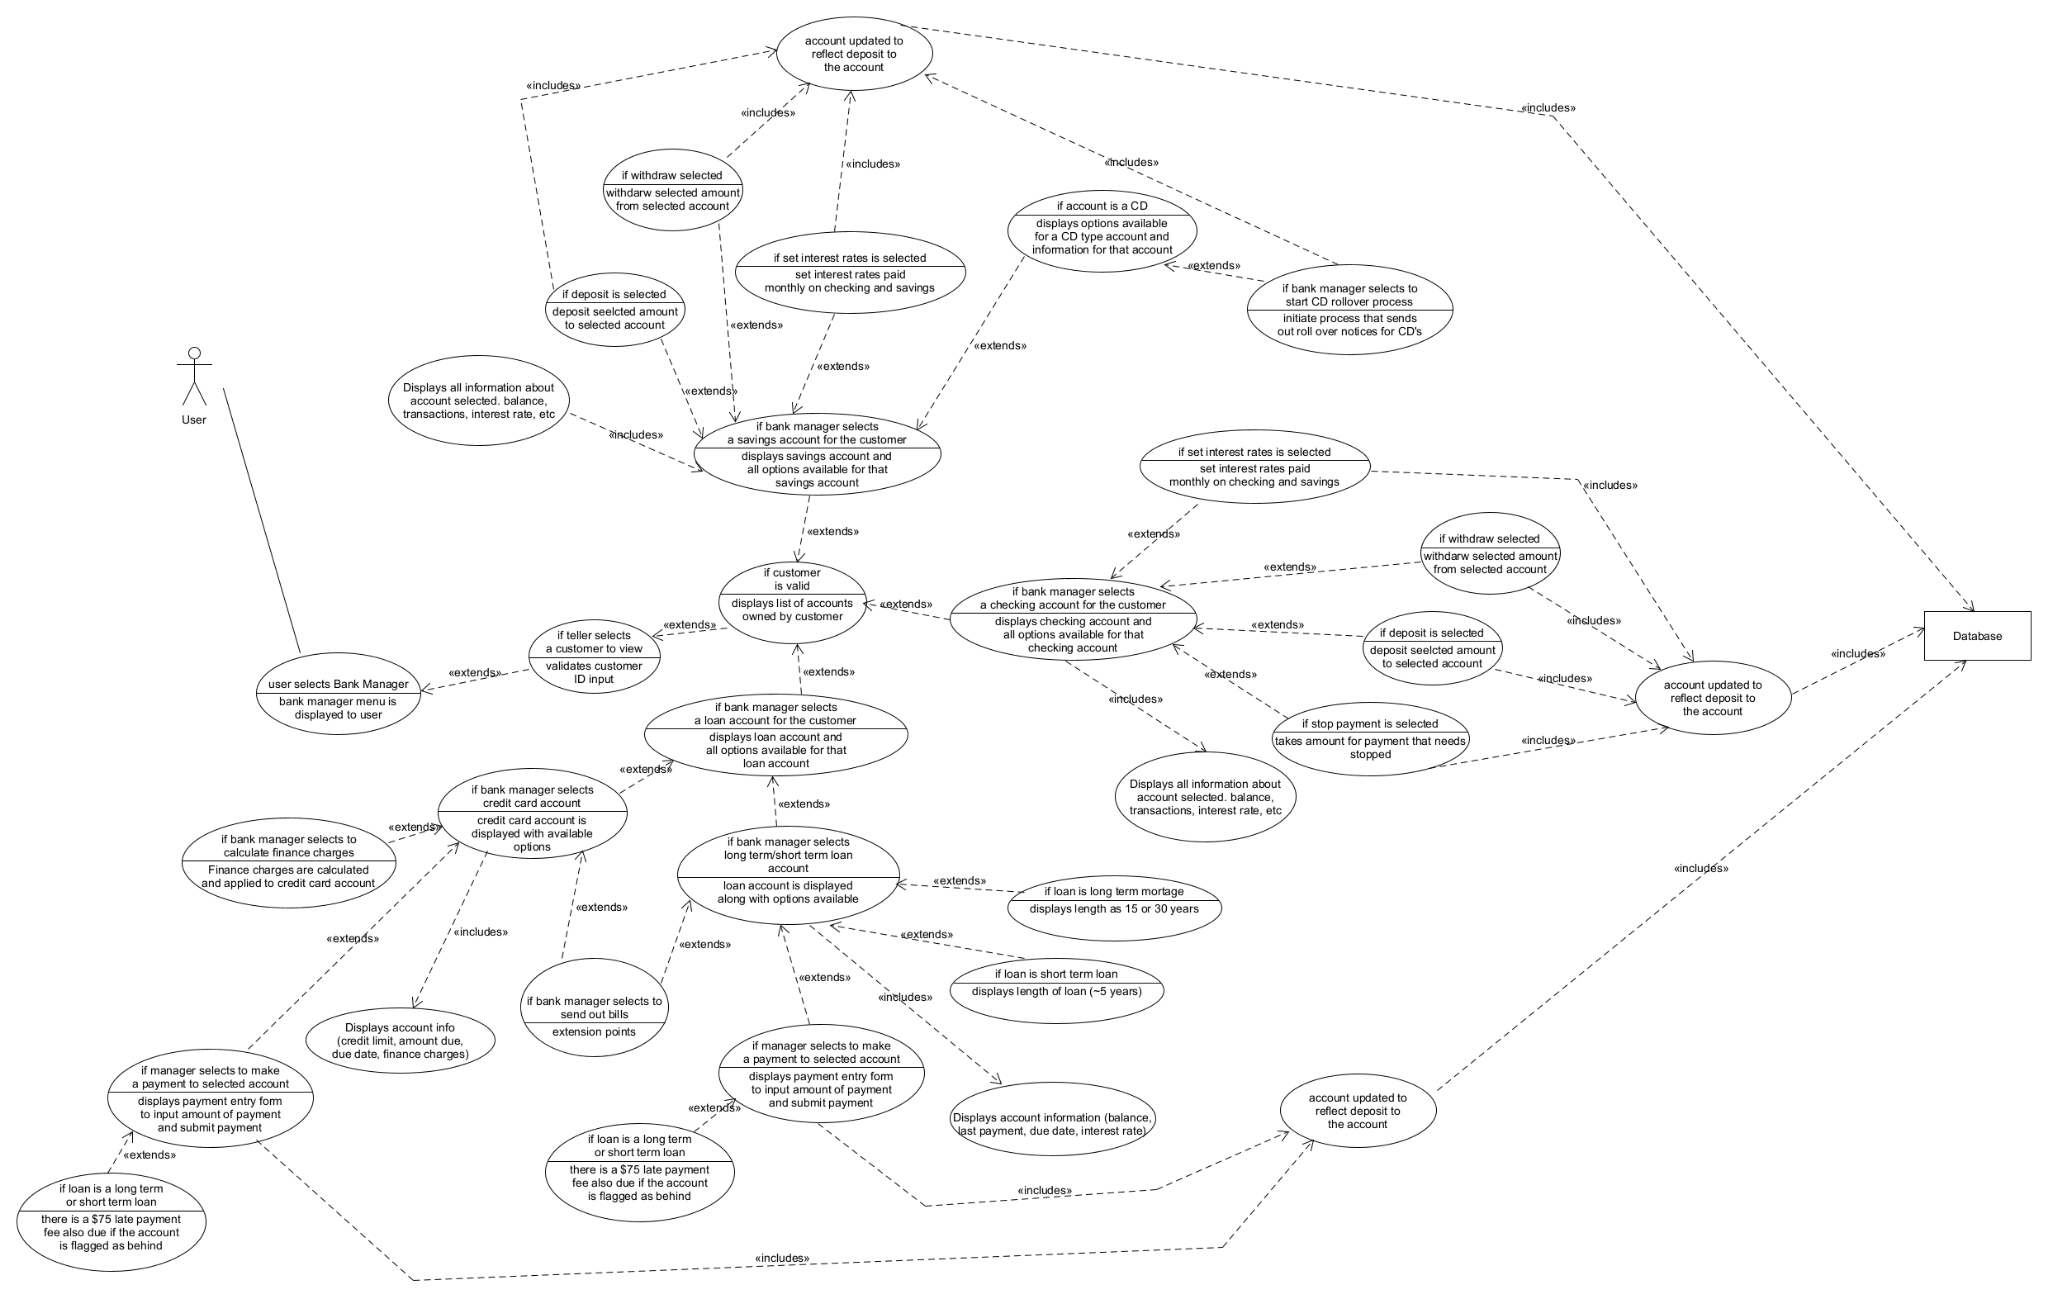 account updated to
reflect deposit to
the account
«includes»
«includes»
«includes»
«includes»
«includes»
if withdraw selected
withdarw selected amount
from selected account
if account is a CD
displays options available
for a CD type account and
information for that account
if set interest rates is selected
set interest rates paid
monthly on checking and savings
«extends»
if bank manager selects to
start CD rollover process
initiate process that sends
out roll over notices for CD's
if deposit is selected
deposit seelcted amount
to selected account
«extends»
«extends»
«extends»
«extends»
User
Displays all information about
account selected. balance,
transactions, interest rate, etc
«includes»
if bank manager selects
a savings account for the customer
displays savings account and
all options available for that
savings account
«extends»
if set interest rates is selected
set interest rates paid
monthly on checking and savings
«includes»
«extends»
if withdraw selected
withdarw selected amount
from selected account
«extends»
if customer
is valid
displays list of accounts
owned by customer
«extends»
if bank manager selects
a checking account for the customer
displays checking account and
all options available for that
checking account
«extends»
«includes»
if deposit is selected
deposit seelcted amount
to selected account
Database
«extends»
if teller selects
a customer to view
validates customer
ID input
«extends»
user selects Bank Manager
bank manager menu is
displayed to user
«extends»
«extends»
«includes»
«includes»
«includes»
account updated to
reflect deposit to
the account
if bank manager selects
a loan account for the customer
displays loan account and
all options available for that
loan account
if stop payment is selected
takes amount for payment that needs
stopped
«includes»
Displays all information about
account selected. balance,
transactions, interest rate, etc
«extends»
if bank manager selects
credit card account
credit card account is
displayed with available
options
«extends»
«extends»
if bank manager selects to
calculate finance charges
Finance charges are calculated
and applied to credit card account
if bank manager selects
long term/short term loan
account
loan account is displayed
along with options available
«extends»
if loan is long term mortage
displays length as 15 or 30 years
«includes»
«extends»
«extends»
«includes»
«extends»
«extends»
if loan is short term loan
displays length of loan (~5 years)
«extends»
«includes»
if bank manager selects to
send out bills
extension points
Displays account info
(credit limit, amount due,
due date, finance charges)
if manager selects to make
a payment to selected account
displays payment entry form
to input amount of payment
and submit payment
if manager selects to make
a payment to selected account
displays payment entry form
to input amount of payment
and submit payment
Displays account information (balance,
last payment, due date, interest rate)
account updated to
reflect deposit to
the account
«extends»
if loan is a long term
or short term loan
there is a $75 late payment
fee also due if the account
is flagged as behind
«extends»
if loan is a long term
or short term loan
there is a $75 late payment
fee also due if the account
is flagged as behind
«includes»
«includes»